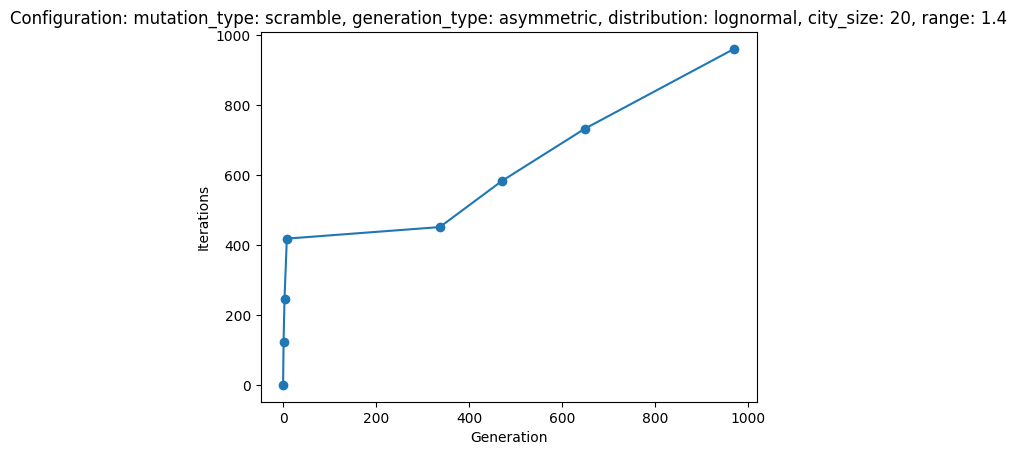 Configuration: mutation_type: scramble, generation_type: asymmetric, distribution: lognormal, city_size: 20, range: 1.4
1000
800
600
400
200
0
Iterations
0 200 400 600 800 1000
Generation